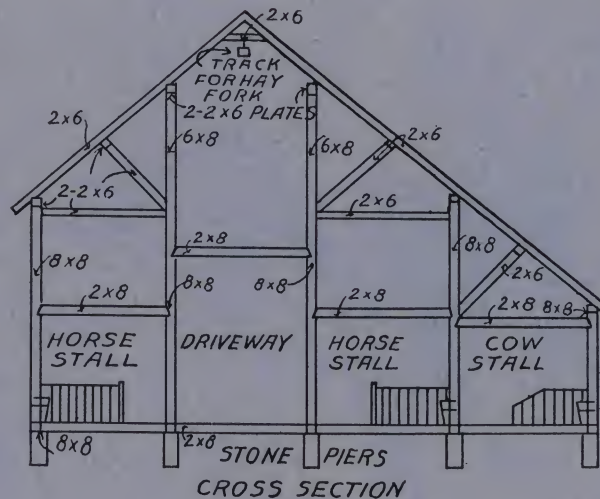 2x6
TRACK
FOR HAY
FORK
2-2x6 PLATES
2x6
6x8
6x8
2x6
2-2x6
2x6
8x8
2x8
8x8
2x6
8x8
8x8
8x8
2x8
2x8
2x8
8x8
HORSE
STALL
DRIVEWAY
HORSE
STALL
COW
STALL
8x8
2x8
STONE PIERS
CROSS SECTION